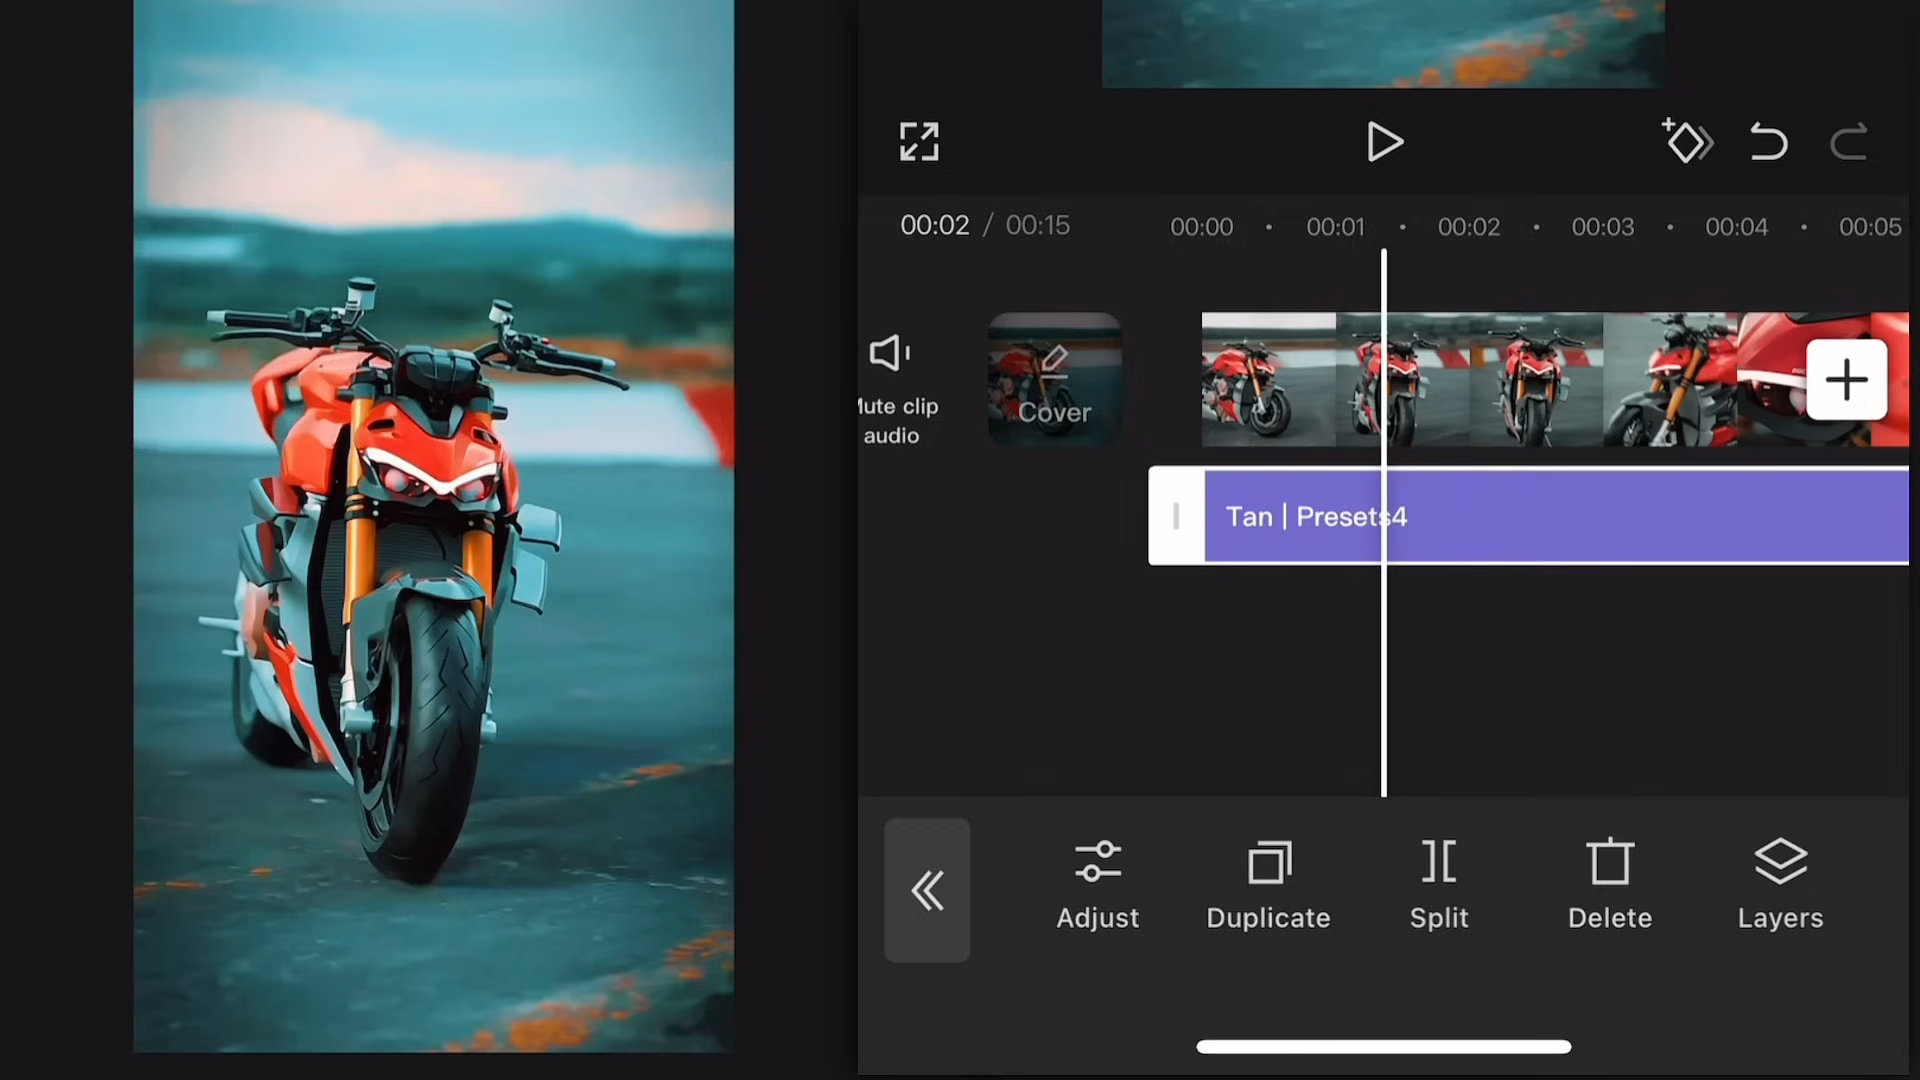 00:02 / 00:15
00:00 00:01 00:02 00:03 00:04 00:05
Mute clip
audio
Cover
Tan | Presets4
Adjust
Duplicate
Split
Delete
Layers